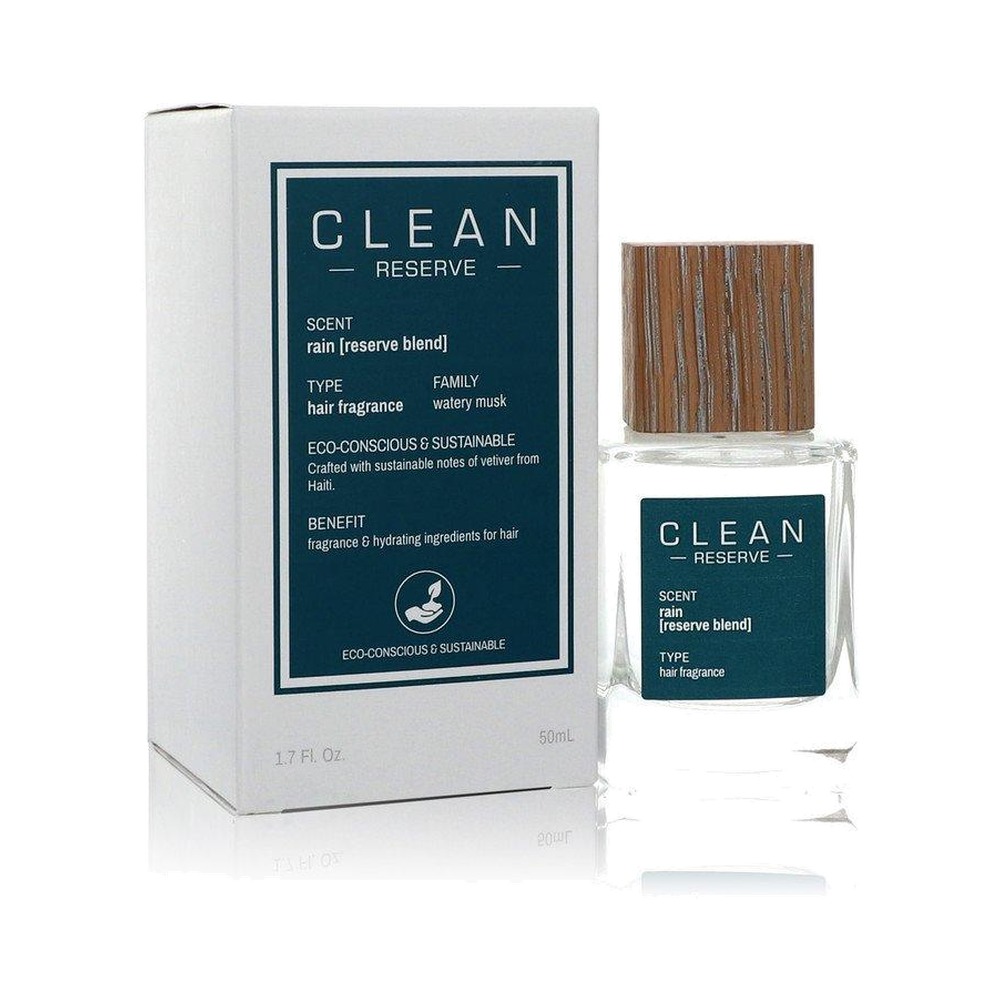 CLEAN
— RESERVE —
SCENT
rain [reserve blend]
TYPE
hair fragrance
FAMILY
watery musk
ECO-CONSCIOUS & SUSTAINABLE
Crafted with sustainable notes of vetiver from
Haiti.
BENEFIT
fragrance & hydrating ingredients for hair
ECO-CONSCIOUS & SUSTAINABLE
1.7 Fl. Oz.
50mL
CLEAN
— RESERVE —
SCENT
rain
[reserve blend]
TYPE
hair fragrance